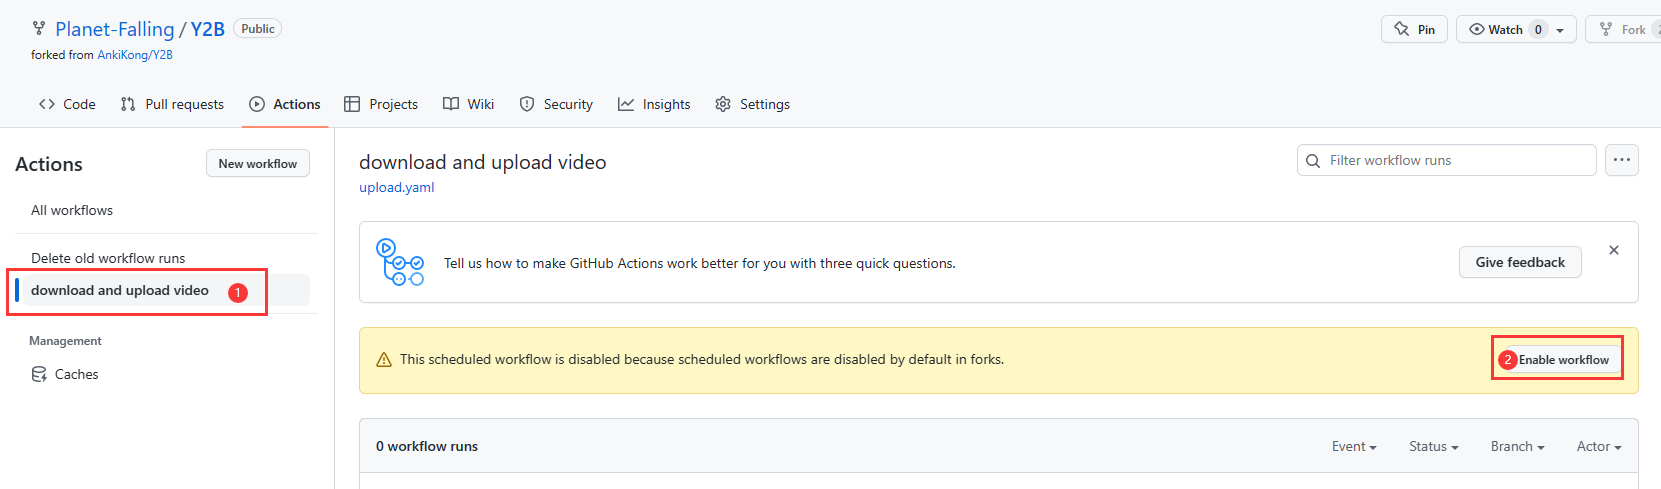 Planet-Falling / Y2B Public
Pin
Watch 0
Fork
forked from AnkiKong/Y2B
Code Pull requests Actions Projects Wiki Security Insights Settings
Actions
New workflow
All workflows
Delete old workflow runs
download and upload video 1
Management
Caches
download and upload video
upload.yaml
Filter workflow runs
...
Tell us how to make GitHub Actions work better for you with three quick questions.
Give feedback
This scheduled workflow is disabled because scheduled workflows are disabled by default in forks.
2 Enable workflow
0 workflow runs
Event Status Branch Actor